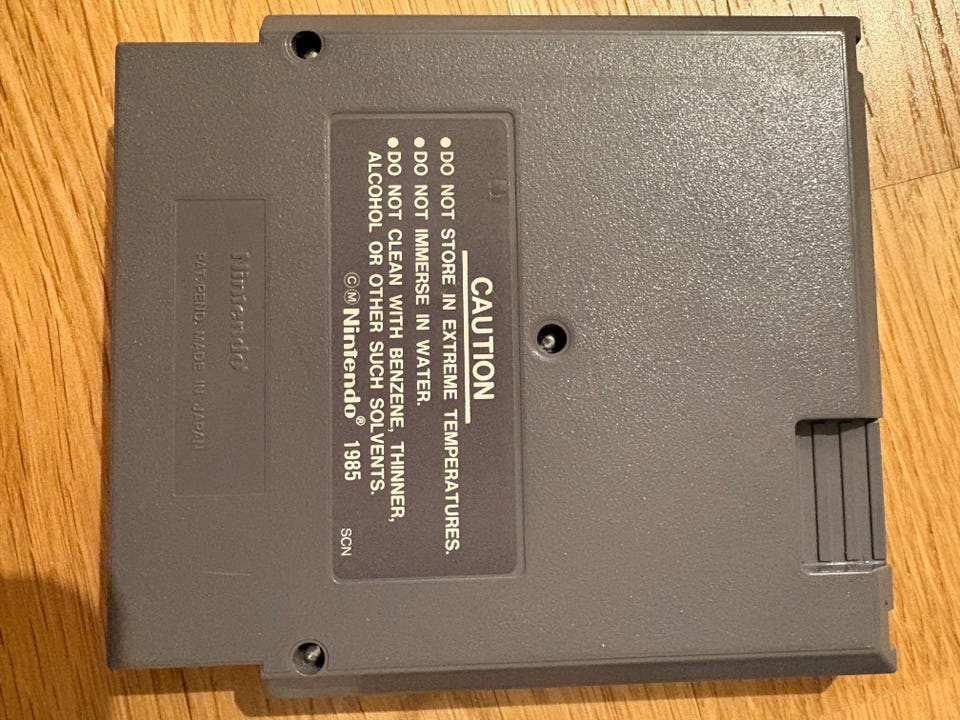 CAUTION
●DO NOT STORE IN EXTREME TEMPERATURES.
●DO NOT IMMERSE IN WATER.
●DO NOT CLEAN WITH BENZENE, THINNER,
ALCOHOL OR OTHER SUCH SOLVENTS.
©Ⓜ Nintendo® 1985
SCN
Nintendo®
PAT. PEND. MADE IN JAPAN